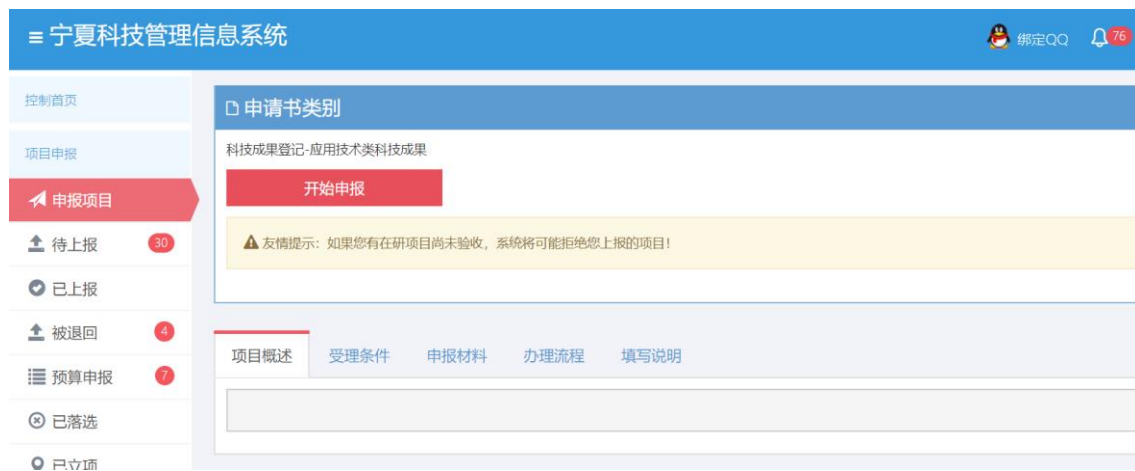 宁夏科技管理信息系统
绑定QQ
76
控制首页
项目申报
申报项目
待上报
30
已上报
被退回
4
预算申报
7
已落选
已立项
申请书类别
科技成果登记-应用技术类科技成果
开始申报
友情提示：如果您有在研项目尚未验收，系统将可能拒绝您上报的项目！
项目概述 受理条件 申报材料 办理流程 填写说明